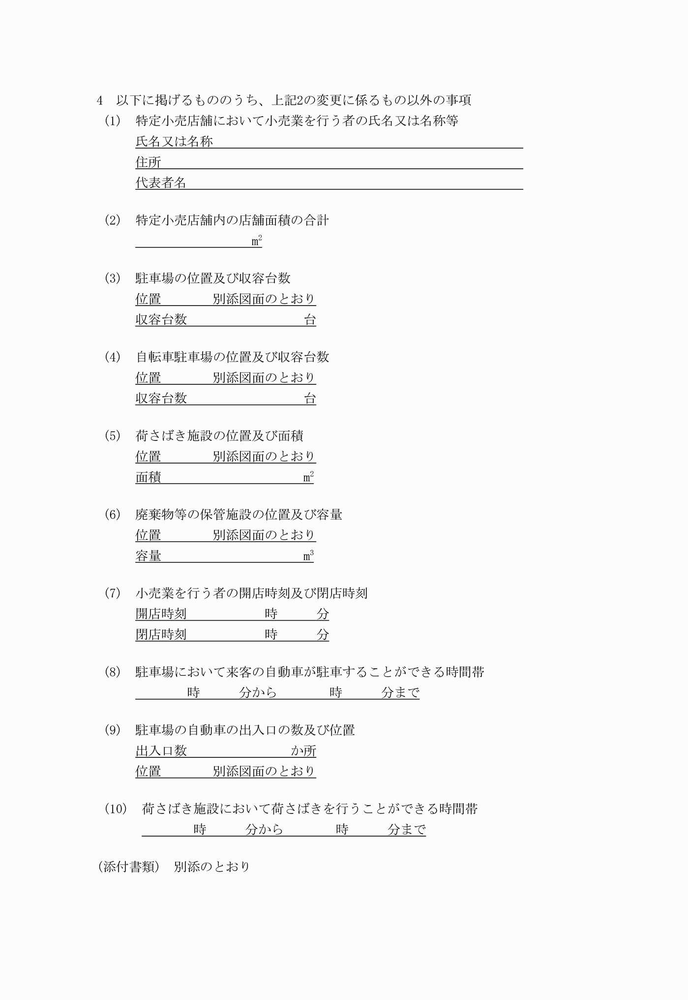 4　以下に掲げるもののうち、上記2の変更に係るもの以外の事項
(1)　特定小売店舗において小売業を行う者の氏名又は名称等
氏名又は名称
住所
代表者名
(2)　特定小売店舗内の店舗面積の合計
m²
(3)　駐車場の位置及び収容台数
位置　　　　別添図面のとおり
収容台数　　　　　　　　　台
(4)　自転車駐車場の位置及び収容台数
位置　　　　別添図面のとおり
収容台数　　　　　　　　　台
(5)　荷さばき施設の位置及び面積
位置　　　　別添図面のとおり
面積　　　　　　　　　　　m²
(6)　廃棄物等の保管施設の位置及び容量
位置　　　　別添図面のとおり
容量　　　　　　　　　　　m³
(7)　小売業を行う者の開店時刻及び閉店時刻
開店時刻　　　　　　時　　　分
閉店時刻　　　　　　時　　　分
(8)　駐車場において来客の自動車が駐車することができる時間帯
時　　　分から　　　　時　　　分まで
(9)　駐車場の自動車の出入口の数及び位置
出入口数　　　　　　　　か所
位置　　　　別添図面のとおり
(10)　荷さばき施設において荷さばきを行うことができる時間帯
時　　　分から　　　　時　　　分まで
(添付書類)　別添のとおり